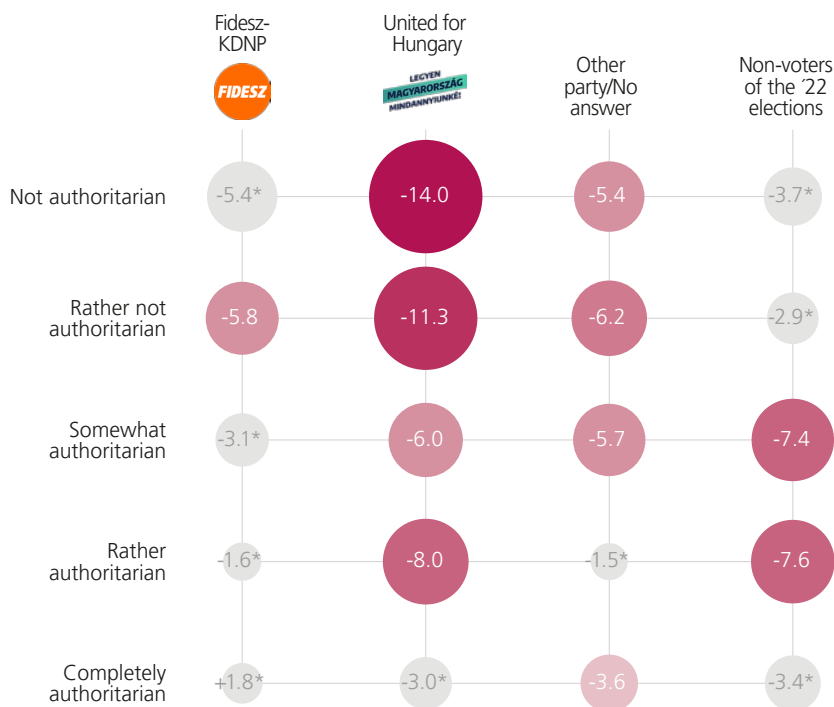 Fidesz-
KDNP
United for
Hungary
Other
party/No
answer
Non-voters
of the ´22
elections
FIDESZ
LEGYEN
MAGYARORSZÁG
MINDANNYIUNKÉ!
Not authoritarian
-5.4*
-14.0
-5.4
-3.7*
Rather not
authoritarian
-5.8
-11.3
-6.2
-2.9*
Somewhat
authoritarian
-3.1*
-6.0
-5.7
-7.4
Rather
authoritarian
-1.6*
-8.0
-1.5*
-7.6
Completely
authoritarian
+1.8*
-3.0*
-3.6
-3.4*